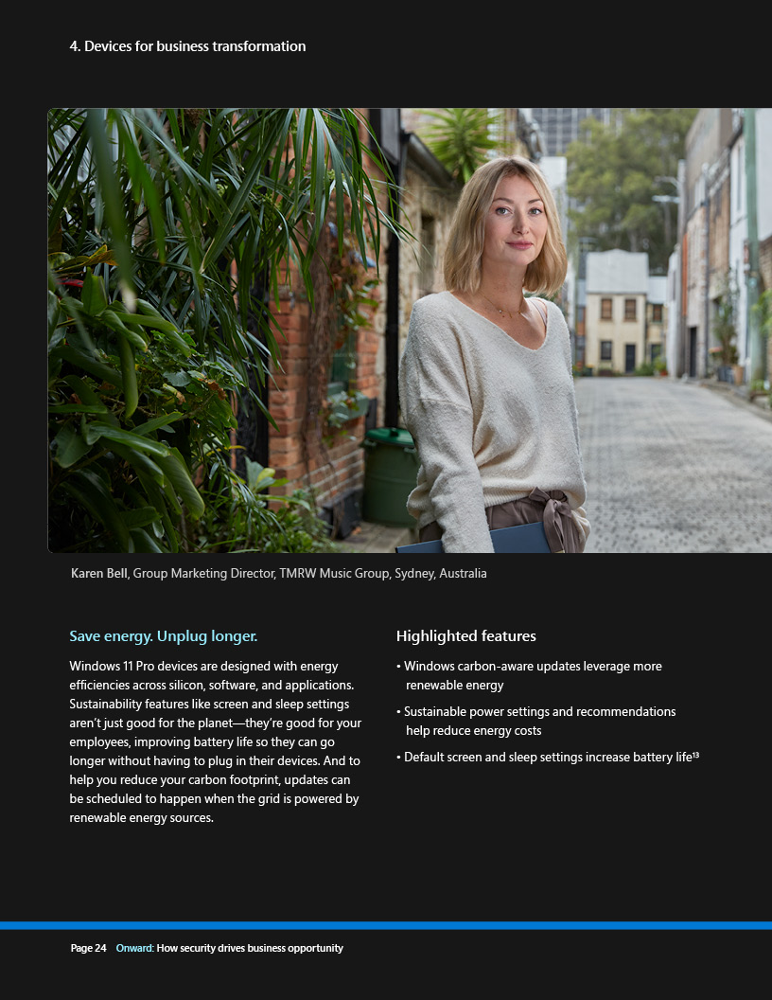 4. Devices for business transformation
Karen Bell, Group Marketing Director, TMRW Music Group, Sydney, Australia
Save energy. Unplug longer.
Windows 11 Pro devices are designed with energy
efficiencies across silicon, software, and applications.
Sustainability features like screen and sleep settings
aren’t just good for the planet—they’re good for your
employees, improving battery life so they can go
longer without having to plug in their devices. And to
help you reduce your carbon footprint, updates can
be scheduled to happen when the grid is powered by
renewable energy sources.
Highlighted features
• Windows carbon-aware updates leverage more
renewable energy
• Sustainable power settings and recommendations
help reduce energy costs
• Default screen and sleep settings increase battery life¹³
Page 24 Onward: How security drives business opportunity